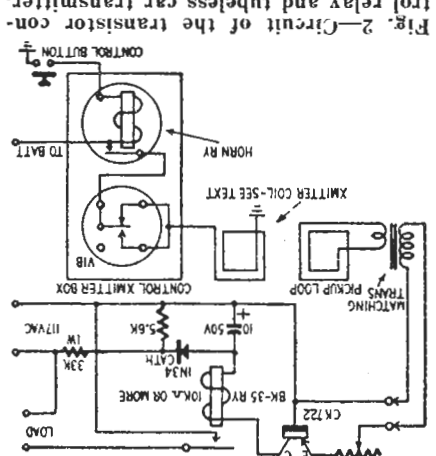 LOAD
CK722
E
C
BK-35 RY
10K Ω OR MORE
33K
1W
1N34
CATH
117VAC
10
50V
+
5.6K
MATCHING
TRANS
PICKUP LOOP
CONTROL XMITTER BOX
VIB
XMITTER COIL-SEE TEXT
HORN RY
TO BATT
CONTROL BUTTON
Fig. 2—Circuit of the transistor con-
trol relay and tubeless car transmitter.